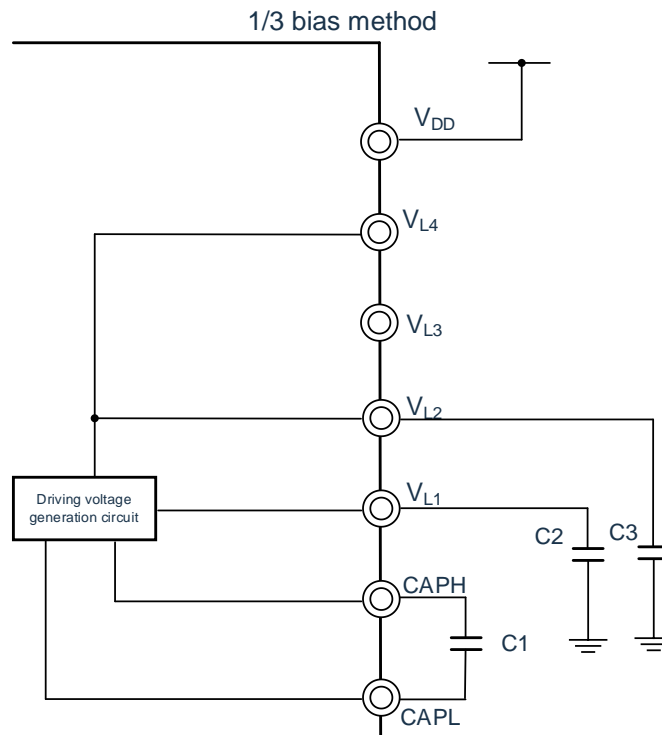 1/3 bias method
VDD
VL4
VL3
VL2
Driving voltage
generation circuit
VL1
C2
C3
CAPH
C1
CAPL